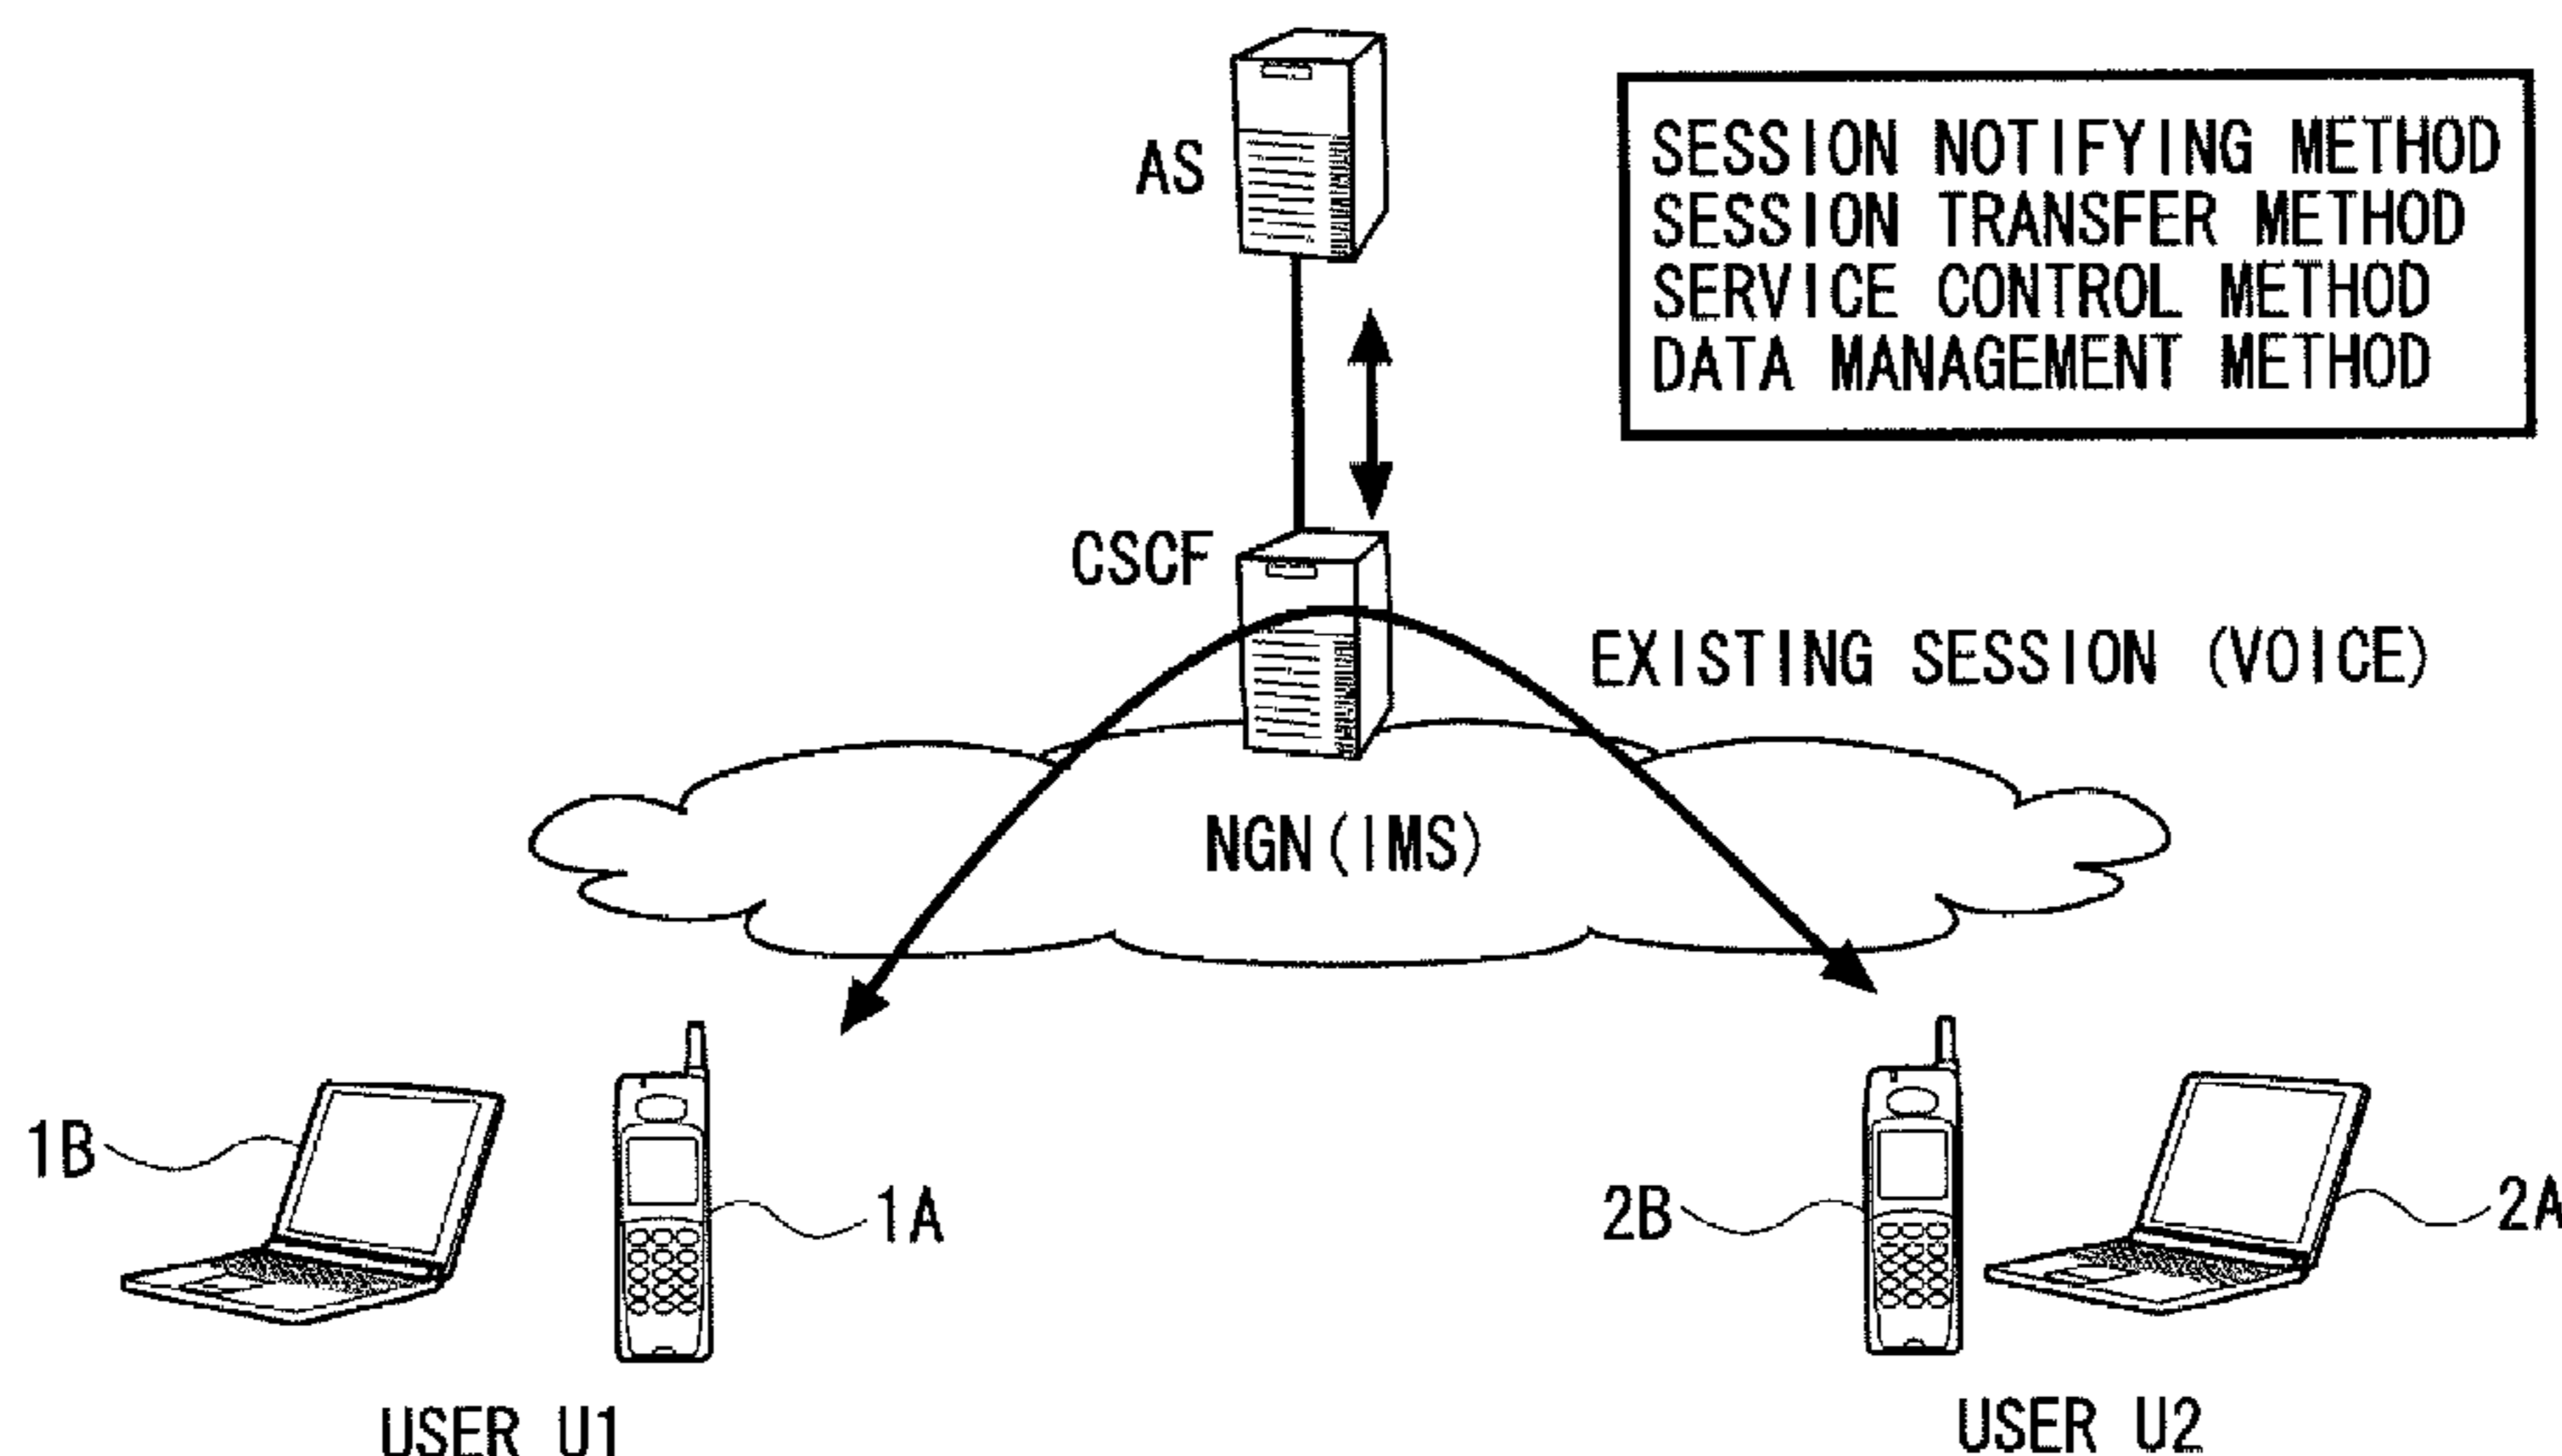 AS
SESSION NOTIFYING METHOD
SESSION TRANSFER METHOD
SERVICE CONTROL METHOD
DATA MANAGEMENT METHOD
CSCF
EXISTING SESSION (VOICE)
NGN(IMS)
1B
1A
2B
2A
USER U1
USER U2